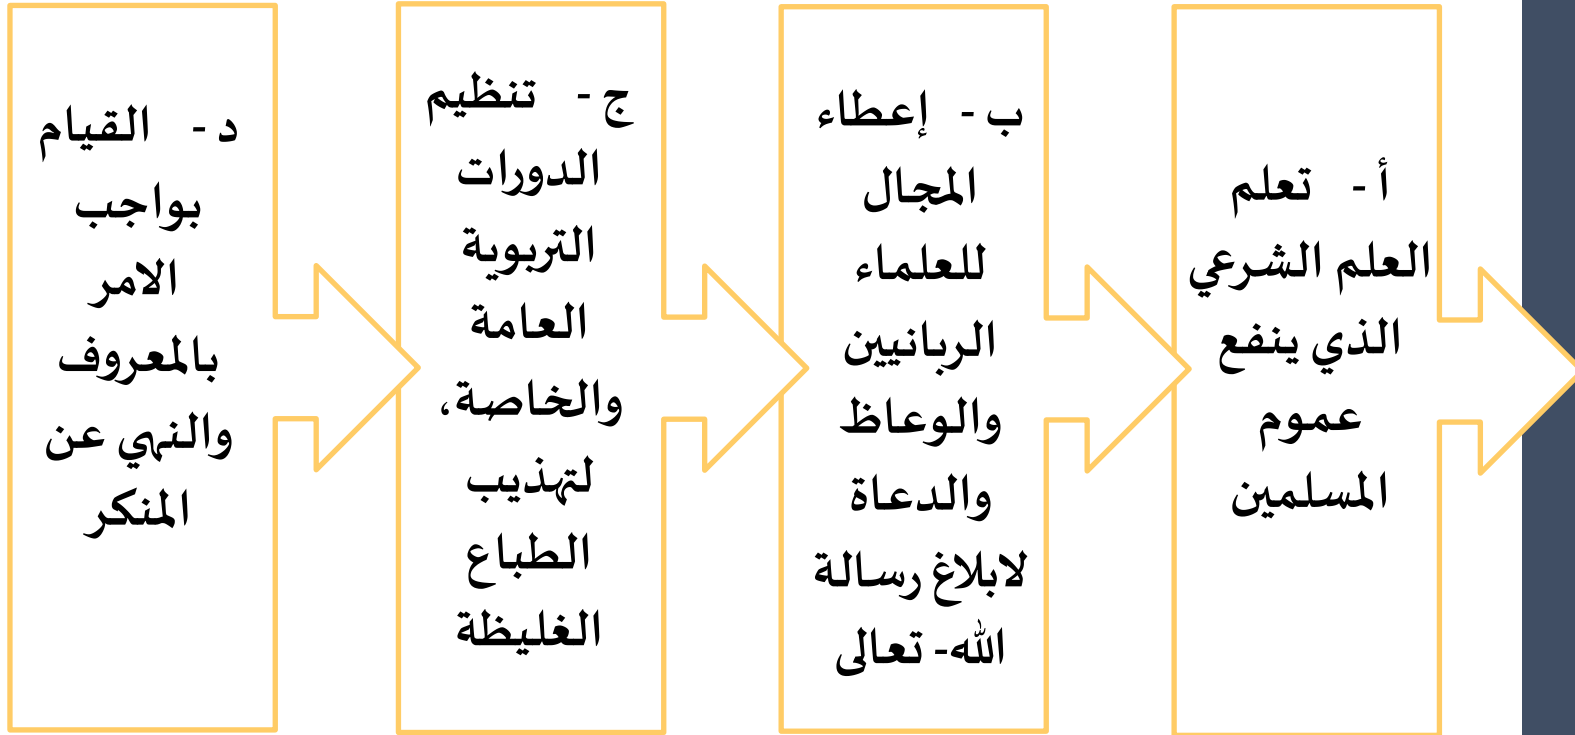 أ - تعلم
العلم الشرعي
الذي ينفع
عموم
المسلمين
ب - إعطاء
المجال
للعلماء
الربانيين
والوعاظ
والدعاة
لابلاغ رسالة
الله- تعالى
ج - تنظيم
الدورات
التربوية
العامة
والخاصة،
لتهذيب
الطباع
الغليظة
د - القيام
بواجب
الامر
بالمعروف
والنهي عن
المنكر